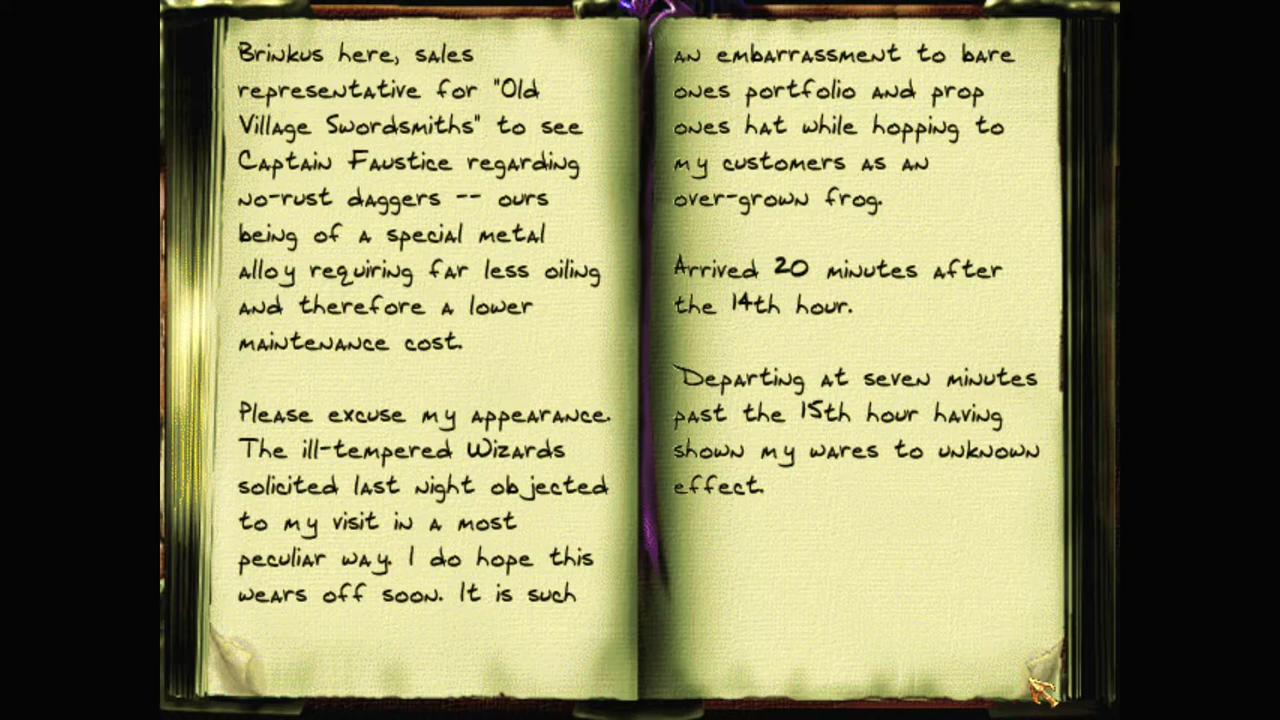 Brinkus here, sales
representative for "Old
Village Swordsmiths" to see
Captain Faustice regarding
no-rust daggers -- ours
being of a special metal
alloy requiring far less oiling
and therefore a lower
maintenance cost.
Please excuse my appearance.
The ill-tempered Wizards
solicited last night objected
to my visit in a most
peculiar way. I do hope this
wears off soon. It is such
an embarrassment to bare
ones portfolio and prop
ones hat while hopping to
my customers as an
over-grown frog.
Arrived 20 minutes after
the 14th hour.
Departing at seven minutes
past the 15th hour having
shown my wares to unknown
effect.